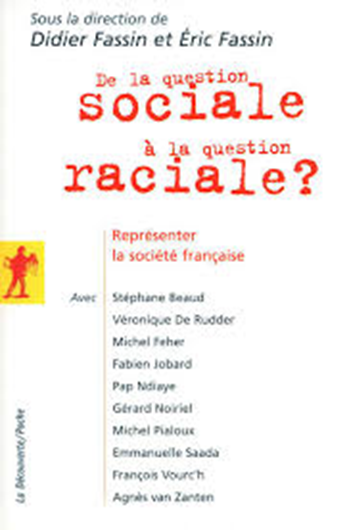 Sous la direction de
Didier Fassin et Éric Fassin
De la question
sociale
à la question
raciale?
Représenter
la société française
Avec Stéphane Beaud
Véronique De Rudder
Michel Feher
Fabien Jobard
Pap Ndiaye
Gérard Noiriel
Michel Pialoux
Emmanuelle Saada
François Vourc'h
Agnès van Zanten
La Découverte/Poche